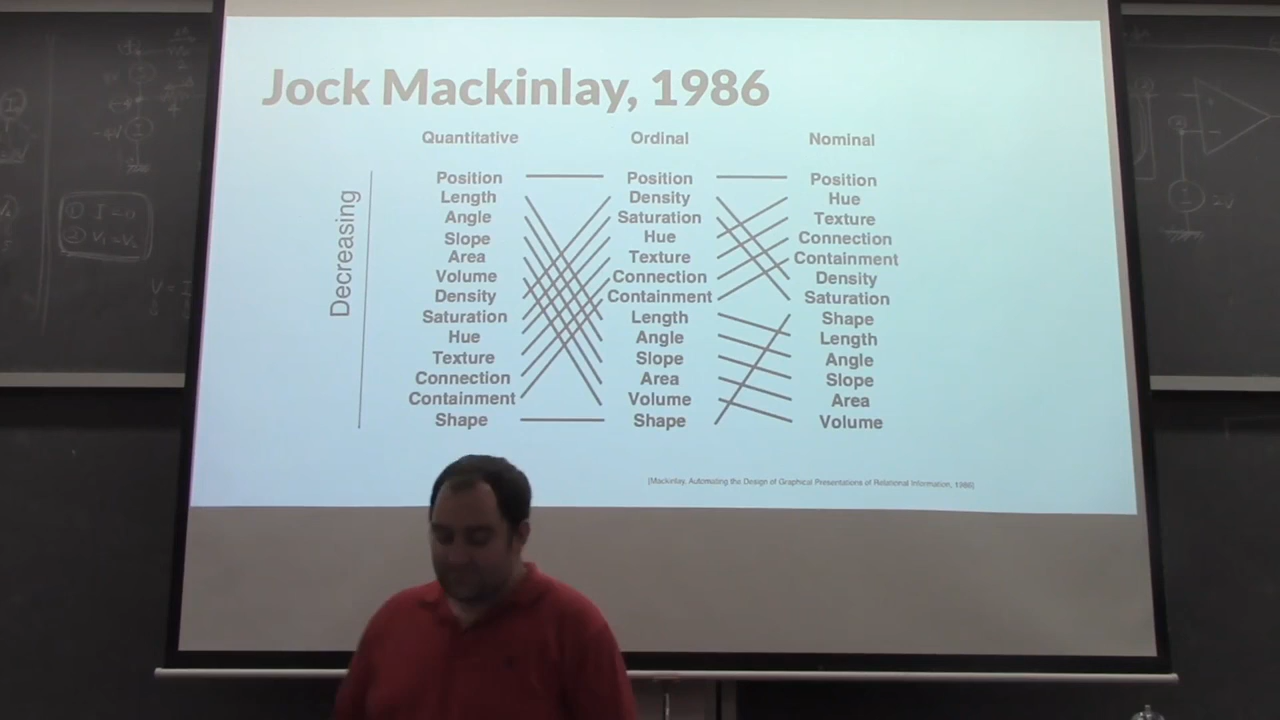 Jock Mackinlay, 1986
Quantitative Ordinal Nominal
Decreasing
Position Position Position
Length Density Hue
Angle Saturation Texture
Slope Hue Connection
Area Texture Containment
Volume Connection Density
Density Containment Saturation
Saturation Length Shape
Hue Angle Length
Texture Slope Angle
Connection Area Slope
Containment Volume Area
Shape Shape Volume
[Mackinlay, Automating the Design of Graphical Presentations of Relational Information, 1986]
① I=0
2V